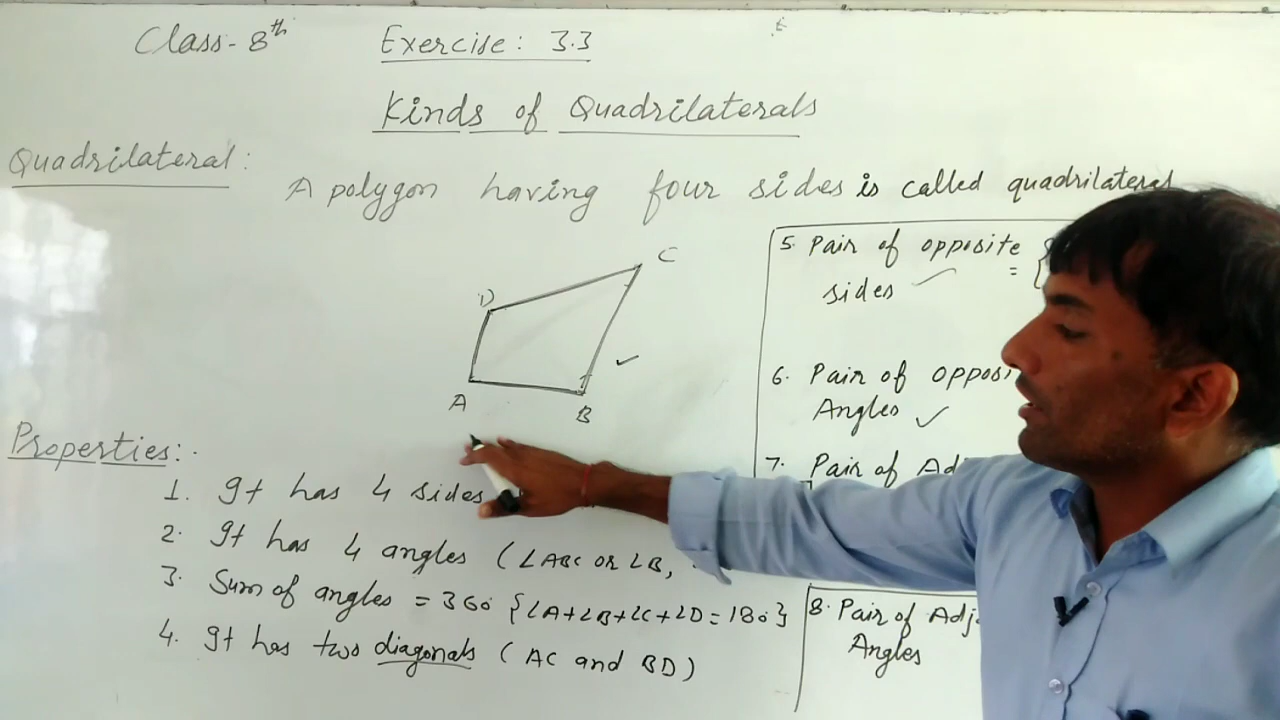 Class - 8th Exercise: 3.3
Kinds of Quadrilaterals
Quadrilateral:
A polygon having four sides is called quadrilateral
C
D
A
B
5. Pair of opposite
sides =
6. Pair of
Angles
7. Pair of
Properties:
1. It has 4 sides
2. It has 4 angles (∠ABC or ∠B,
3. Sum of angles = 360 {∠A+∠B+∠C+∠D=180}
4. It has two diagonals (AC and BD)
8. Pair of
Angles